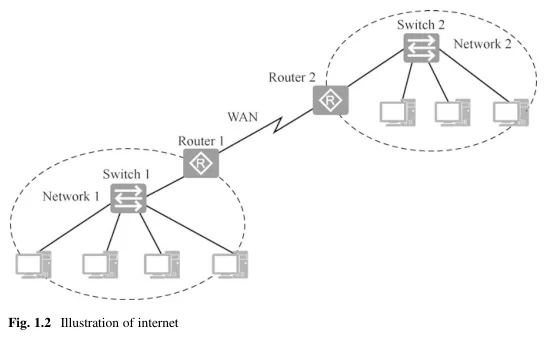 Switch 2
Network 2
Router 2
R
WAN
Router 1
R
Switch 1
Network 1
Fig. 1.2 Illustration of internet